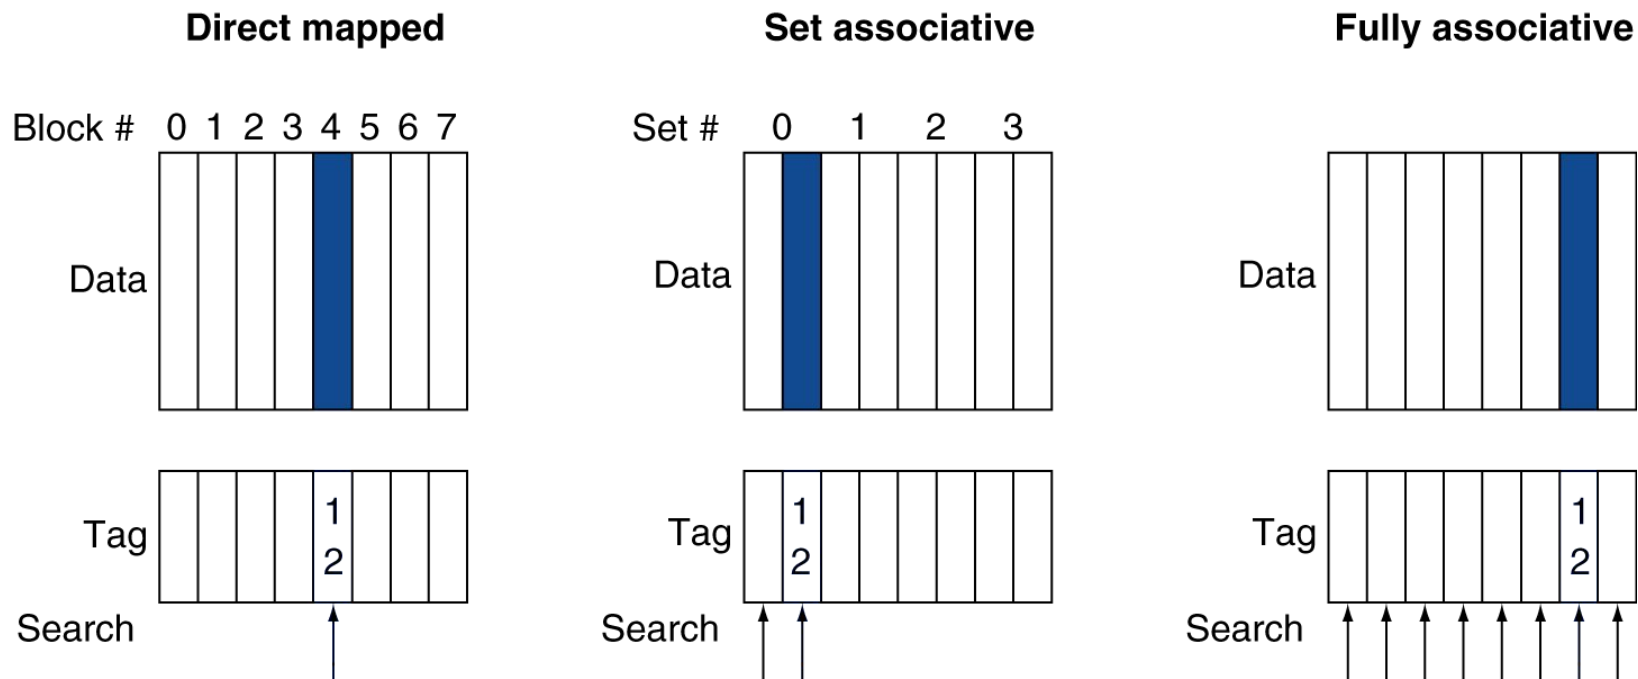 Direct mapped
Set associative
Fully associative
Block # 0 1 2 3 4 5 6 7
Set # 0 1 2 3
Data
Data
Data
Tag
1
2
Tag
1
2
Tag
1
2
Search
Search
Search